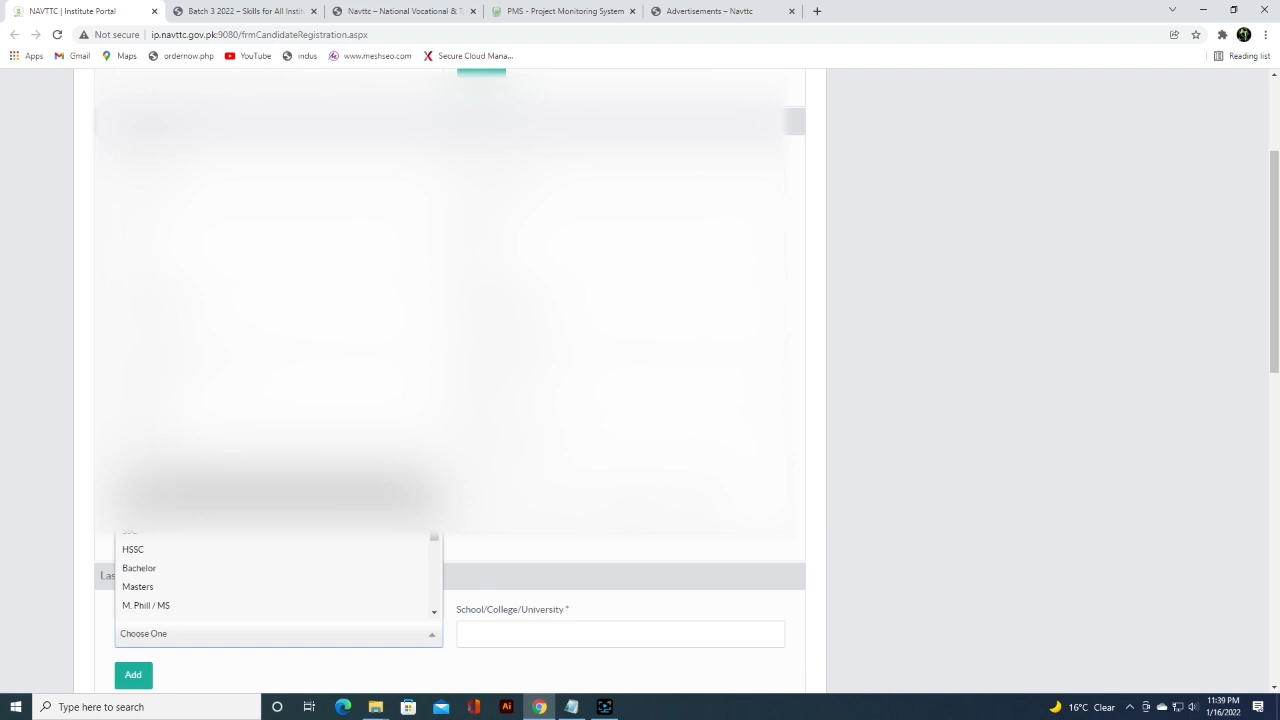 NAVTTC | Institute Portal
Batch 3 2022 – Skills for All Instit
Navttc – National Vocational & T
PMS - Project Monitoring System
Advertisements – Navttc
Not secure
ip.navttc.gov.pk:9080/frmCandidateRegistration.aspx
Apps
Gmail
Maps
ordernow.php
YouTube
indus
www.meshseo.com
Secure Cloud Mana...
Reading list
SSC
HSSC
Bachelor
Masters
M. Phill / MS
Las
School/College/University *
Choose One
Add
Type here to search
16°C Clear
11:39 PM
1/16/2022